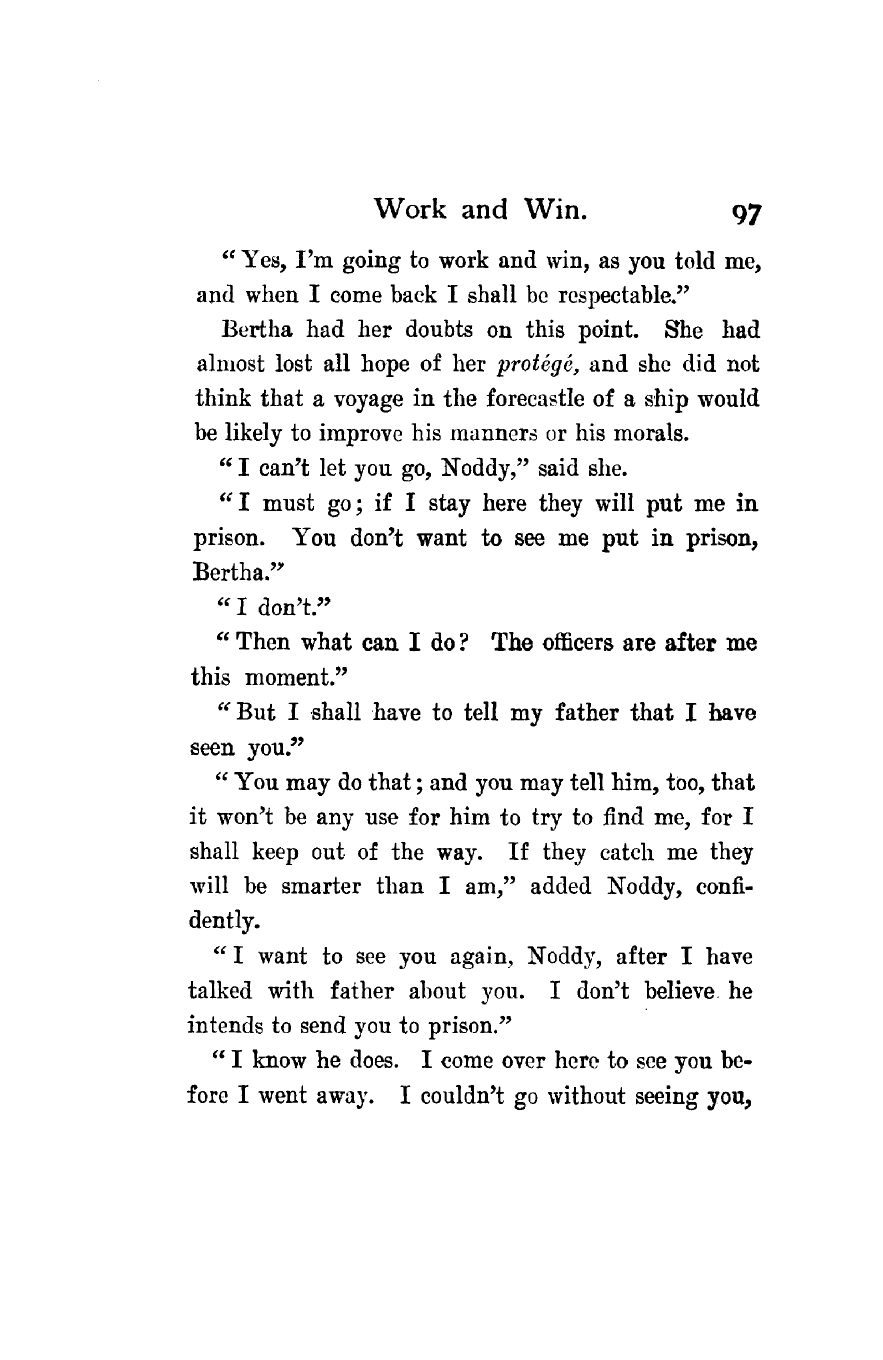 Work and Win. 97
“Yes, I’m going to work and win, as you told me,
and when I come back I shall be respectable.”
Bertha had her doubts on this point. She had
almost lost all hope of her protégé, and she did not
think that a voyage in the forecastle of a ship would
be likely to improve his manners or his morals.
“I can’t let you go, Noddy,” said she.
“I must go; if I stay here they will put me in
prison. You don’t want to see me put in prison,
Bertha.”
“I don’t.”
“Then what can I do? The officers are after me
this moment.”
“But I shall have to tell my father that I have
seen you.”
“You may do that; and you may tell him, too, that
it won’t be any use for him to try to find me, for I
shall keep out of the way. If they catch me they
will be smarter than I am,” added Noddy, confi-
dently.
“I want to see you again, Noddy, after I have
talked with father about you. I don’t believe he
intends to send you to prison.”
“I know he does. I come over here to see you be-
fore I went away. I couldn’t go without seeing you,